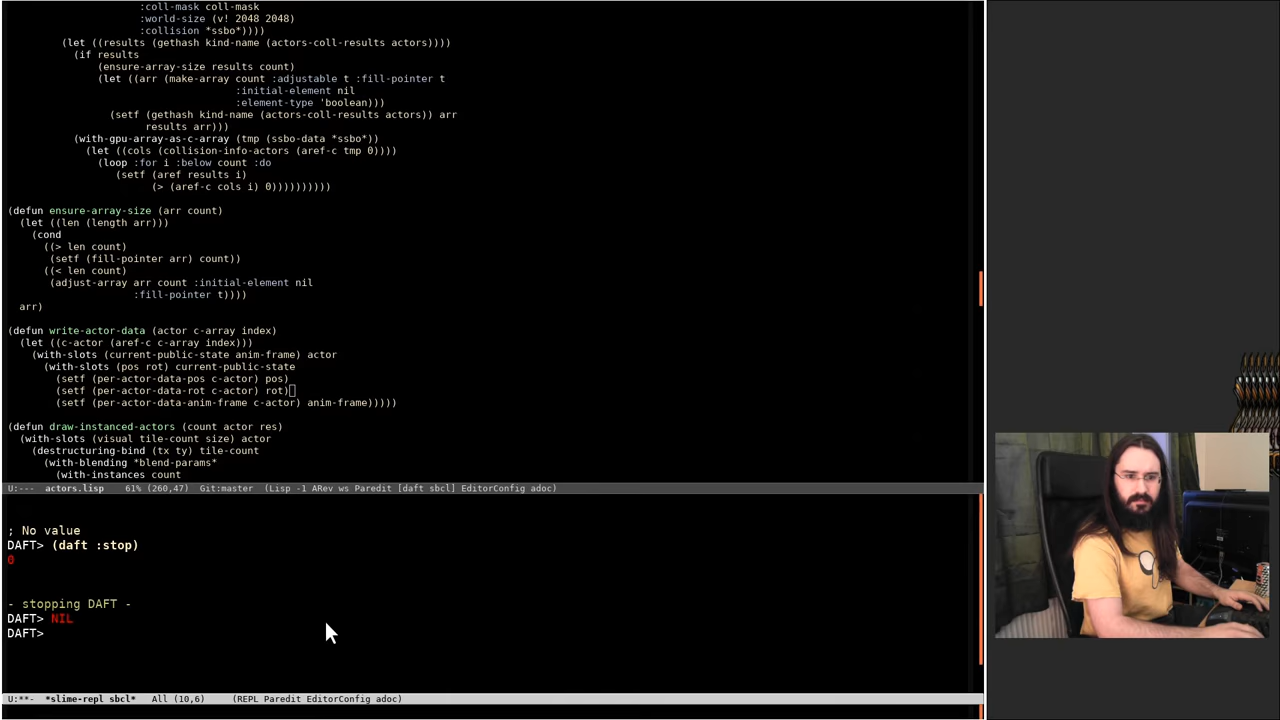 :coll-mask coll-mask
:world-size (v! 2048 2048)
:collision *ssbo*))))
(let ((results (gethash kind-name (actors-coll-results actors))))
(if results
(ensure-array-size results count)
(let ((arr (make-array count :adjustable t :fill-pointer t
:initial-element nil
:element-type 'boolean)))
(setf (gethash kind-name (actors-coll-results actors)) arr
results arr)))
(with-gpu-array-as-c-array (tmp (ssbo-data *ssbo*))
(let ((cols (collision-info-actors (aref-c tmp 0))))
(loop :for i :below count :do
(setf (aref results i)
(> (aref-c cols i) 0))))))))))
(defun ensure-array-size (arr count)
(let ((len (length arr)))
(cond
((> len count)
(setf (fill-pointer arr) count))
((< len count)
(adjust-array arr count :initial-element nil
:fill-pointer t))))
arr)
(defun write-actor-data (actor c-array index)
(let ((c-actor (aref-c c-array index)))
(with-slots (current-public-state anim-frame) actor
(with-slots (pos rot) current-public-state
(setf (per-actor-data-pos c-actor) pos)
(setf (per-actor-data-rot c-actor) rot)
(setf (per-actor-data-anim-frame c-actor) anim-frame)))))
(defun draw-instanced-actors (count actor res)
(with-slots (visual tile-count size) actor
(destructuring-bind (tx ty) tile-count
(with-blending *blend-params*
(with-instances count
U:--- actors.lisp 61% (260,47) Git:master (Lisp -1 ARev ws Paredit [daft sbcl] EditorConfig adoc)
; No value
DAFT> (daft :stop)
0
- stopping DAFT -
DAFT> NIL
DAFT>
U:**- *slime-repl sbcl* All (10,6) (REPL Paredit EditorConfig adoc)